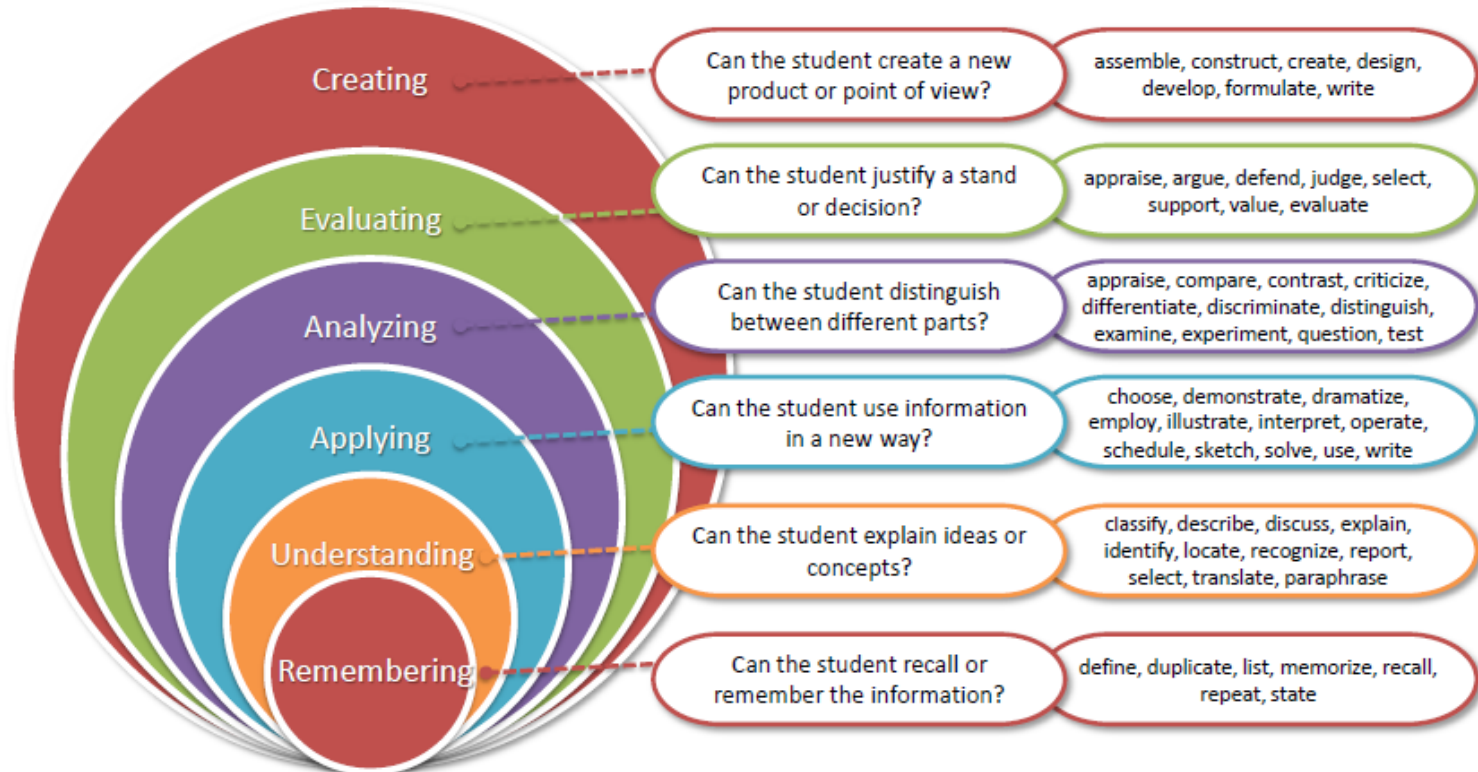 Creating
Can the student create a new
product or point of view?
assemble, construct, create, design,
develop, formulate, write
Evaluating
Can the student justify a stand
or decision?
appraise, argue, defend, judge, select,
support, value, evaluate
Analyzing
Can the student distinguish
between different parts?
appraise, compare, contrast, criticize,
differentiate, discriminate, distinguish,
examine, experiment, question, test
Applying
Can the student use information
in a new way?
choose, demonstrate, dramatize,
employ, illustrate, interpret, operate,
schedule, sketch, solve, use, write
Understanding
Can the student explain ideas or
concepts?
classify, describe, discuss, explain,
identify, locate, recognize, report,
select, translate, paraphrase
Remembering
Can the student recall or
remember the information?
define, duplicate, list, memorize, recall,
repeat, state